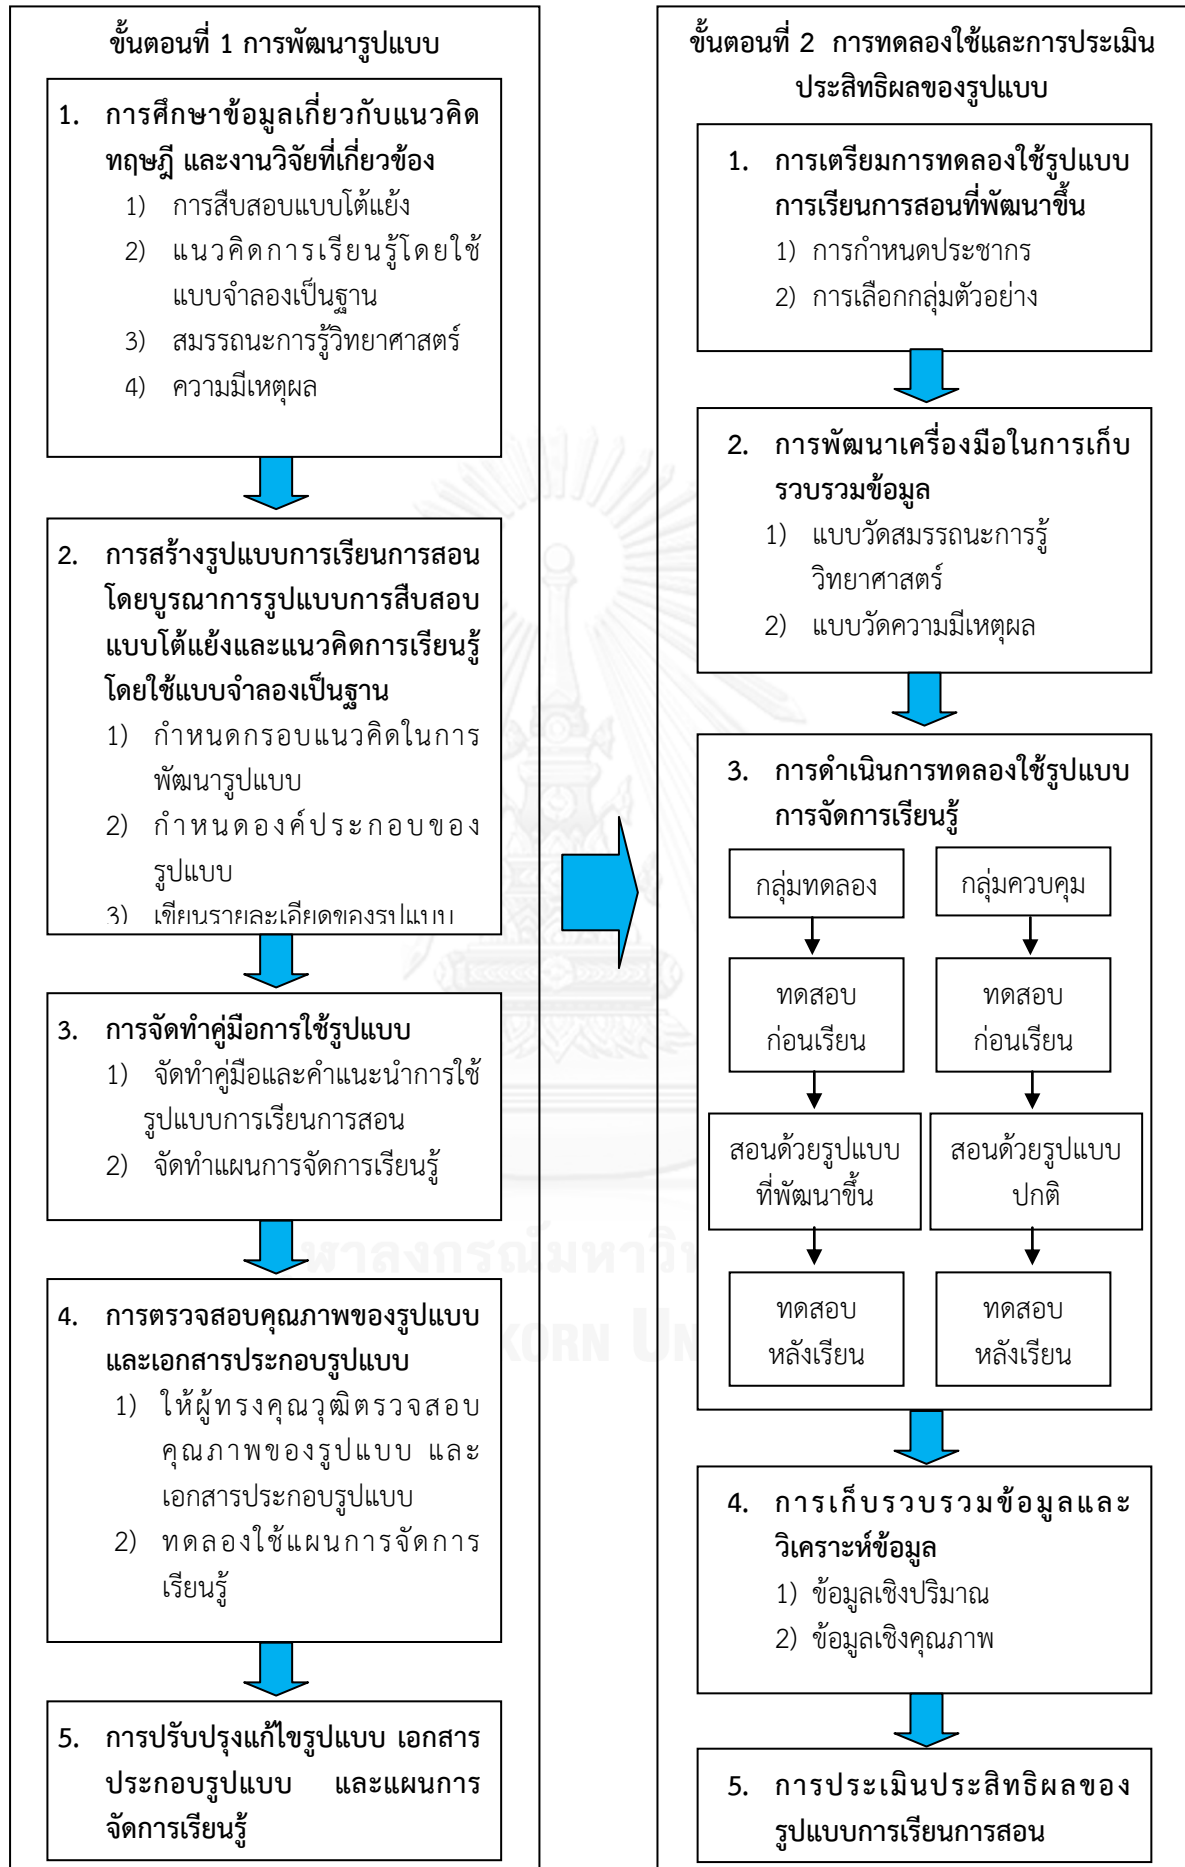 ขั้นตอนที่ 1 การพัฒนารูปแบบ
1. การศึกษาข้อมูลเกี่ยวกับแนวคิด
ทฤษฎี และงานวิจัยที่เกี่ยวข้อง
1) การสืบสอบแบบโต้แย้ง
2) แนวคิดการเรียนรู้โดยใช้
แบบจำลองเป็นฐาน
3) สมรรถนะการรู้วิทยาศาสตร์
4) ความมีเหตุผล
2. การสร้างรูปแบบการเรียนการสอน
โดยบูรณาการรูปแบบการสืบสอบ
แบบโต้แย้งและแนวคิดการเรียนรู้
โดยใช้แบบจำลองเป็นฐาน
1) กำหนดกรอบแนวคิดในการ
พัฒนารูปแบบ
2) กำหนดองค์ประกอบของ
รูปแบบ
3) เขียนรายละเอียดของรูปแบบ
3. การจัดทำคู่มือการใช้รูปแบบ
1) จัดทำคู่มือและคำแนะนำการใช้
รูปแบบการเรียนการสอน
2) จัดทำแผนการจัดการเรียนรู้
4. การตรวจสอบคุณภาพของรูปแบบ
และเอกสารประกอบรูปแบบ
1) ให้ผู้ทรงคุณวุฒิตรวจสอบ
คุณภาพของรูปแบบ และ
เอกสารประกอบรูปแบบ
2) ทดลองใช้แผนการจัดการ
เรียนรู้
5. การปรับปรุงแก้ไขรูปแบบ เอกสาร
ประกอบรูปแบบ และแผนการ
จัดการเรียนรู้
ขั้นตอนที่ 2 การทดลองใช้และการประเมิน
ประสิทธิผลของรูปแบบ
1. การเตรียมการทดลองใช้รูปแบบ
การเรียนการสอนที่พัฒนาขึ้น
1) การกำหนดประชากร
2) การเลือกกลุ่มตัวอย่าง
2. การพัฒนาเครื่องมือในการเก็บ
รวบรวมข้อมูล
1) แบบวัดสมรรถนะการรู้
วิทยาศาสตร์
2) แบบวัดความมีเหตุผล
3. การดำเนินการทดลองใช้รูปแบบ
การจัดการเรียนรู้
กลุ่มทดลอง
ทดสอบ
ก่อนเรียน
สอนด้วยรูปแบบ
ที่พัฒนาขึ้น
ทดสอบ
หลังเรียน
กลุ่มควบคุม
ทดสอบ
ก่อนเรียน
สอนด้วยรูปแบบ
ปกติ
ทดสอบ
หลังเรียน
4. การเก็บรวบรวมข้อมูลและ
วิเคราะห์ข้อมูล
1) ข้อมูลเชิงปริมาณ
2) ข้อมูลเชิงคุณภาพ
5. การประเมินประสิทธิผลของ
รูปแบบการเรียนการสอน